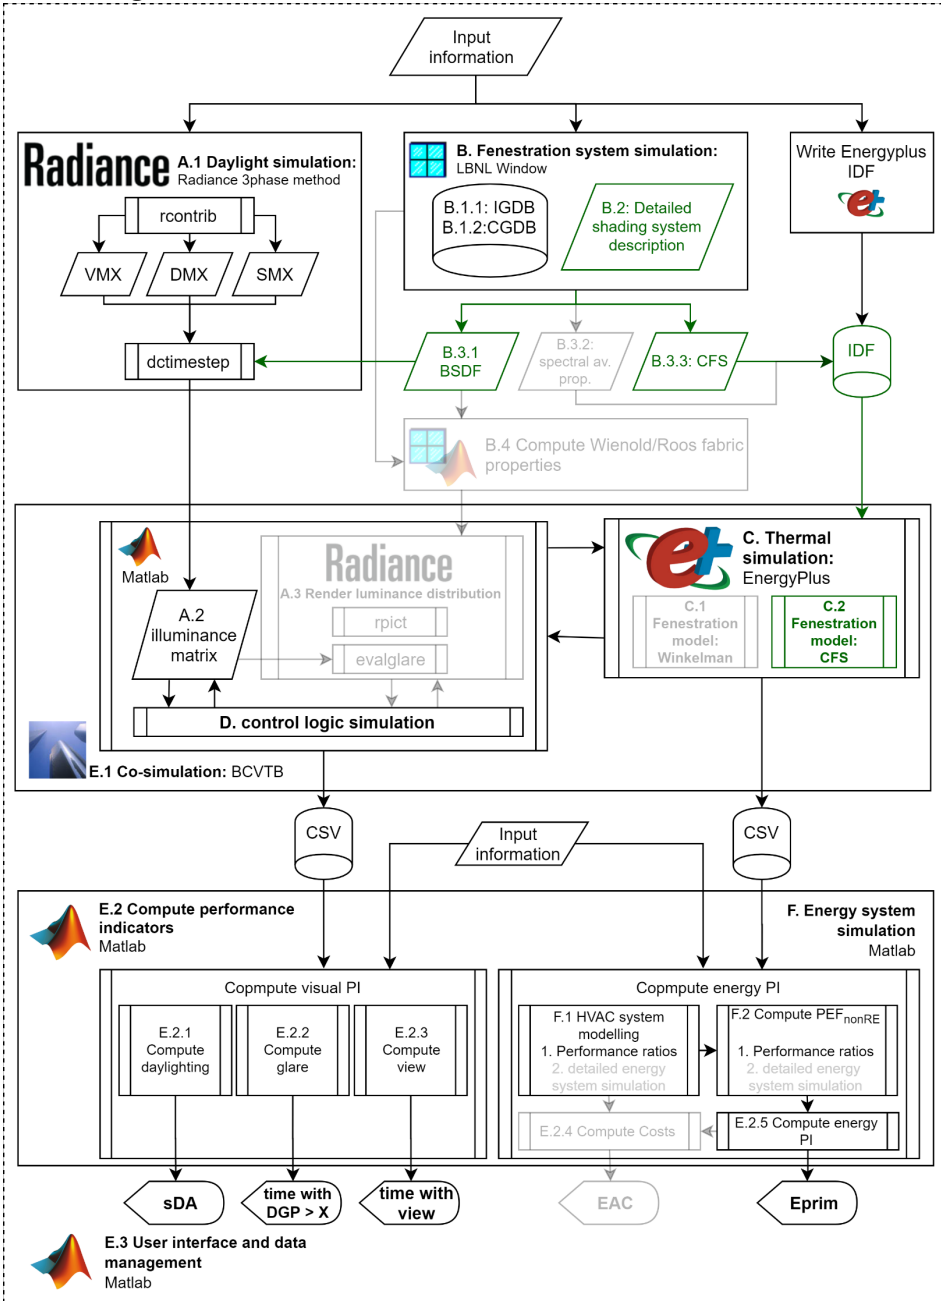 Input
information
Radiance
A.1 Daylight simulation:
Radiance 3phase method
rcontrib
VMX
DMX
SMX
dctimestep
B. Fenestration system simulation:
LBNL Window
B.1.1: IGDB
B.1.2:CGDB
B.2: Detailed
shading system
description
Write Energyplus
IDF
et
B.3.1
BSDF
B.3.2:
spectral av.
prop.
B.3.3: CFS
IDF
B.4 Compute Wienold/Roos fabric
properties
Matlab
A.2
illuminance
matrix
Radiance
A.3 Render luminance distribution
rpict
evalglare
D. control logic simulation
et
C. Thermal
simulation:
EnergyPlus
C.1
Fenestration
model:
Winkelman
C.2
Fenestration
model:
CFS
E.1 Co-simulation: BCVTB
CSV
Input
information
CSV
E.2 Compute performance
indicators
Matlab
F. Energy system
simulation
Matlab
Copmpute visual PI
E.2.1
Compute
daylighting
E.2.2
Compute
glare
E.2.3
Compute
view
Copmpute energy PI
F.1 HVAC system
modelling
1. Performance ratios
2. detailed energy
system simulation
F.2 Compute PEFnonRE
1. Performance ratios
2. detailed energy
system simulation
E.2.4 Compute Costs
E.2.5 Compute energy
PI
sDA
time with
DGP > X
time with
view
EAC
Eprim
E.3 User interface and data
management
Matlab